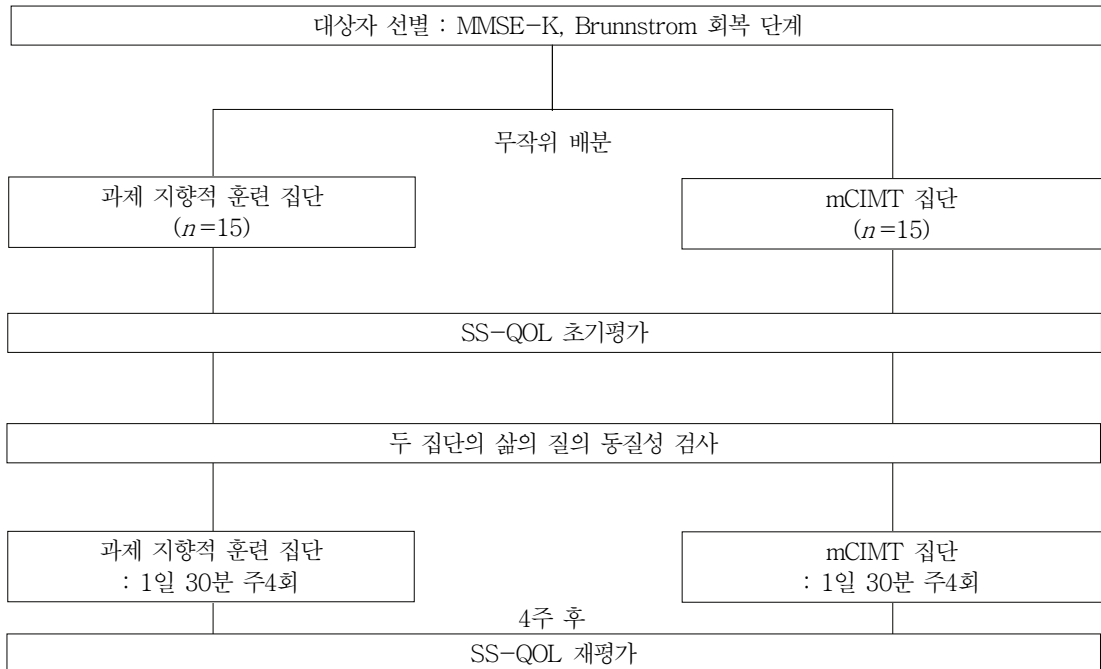 대상자 선별 : MMSE-K, Brunnstrom 회복 단계
무작위 배분
과제 지향적 훈련 집단
(n=15)
mCIMT 집단
(n=15)
SS-QOL 초기평가
두 집단의 삶의 질의 동질성 검사
과제 지향적 훈련 집단
: 1일 30분 주4회
mCIMT 집단
: 1일 30분 주4회
4주 후
SS-QOL 재평가